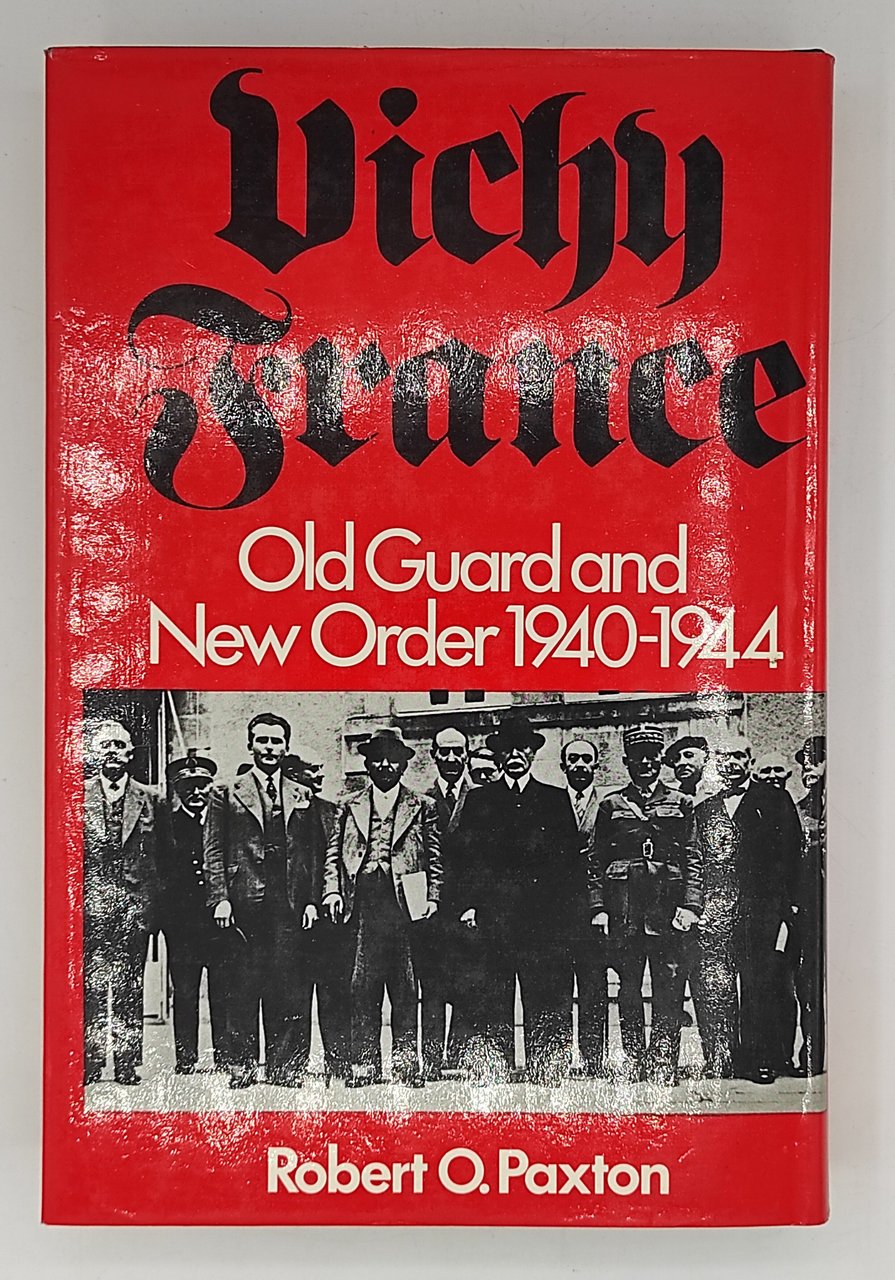 Vichy
France
Old Guard and
New Order 1940-1944
Robert O. Paxton